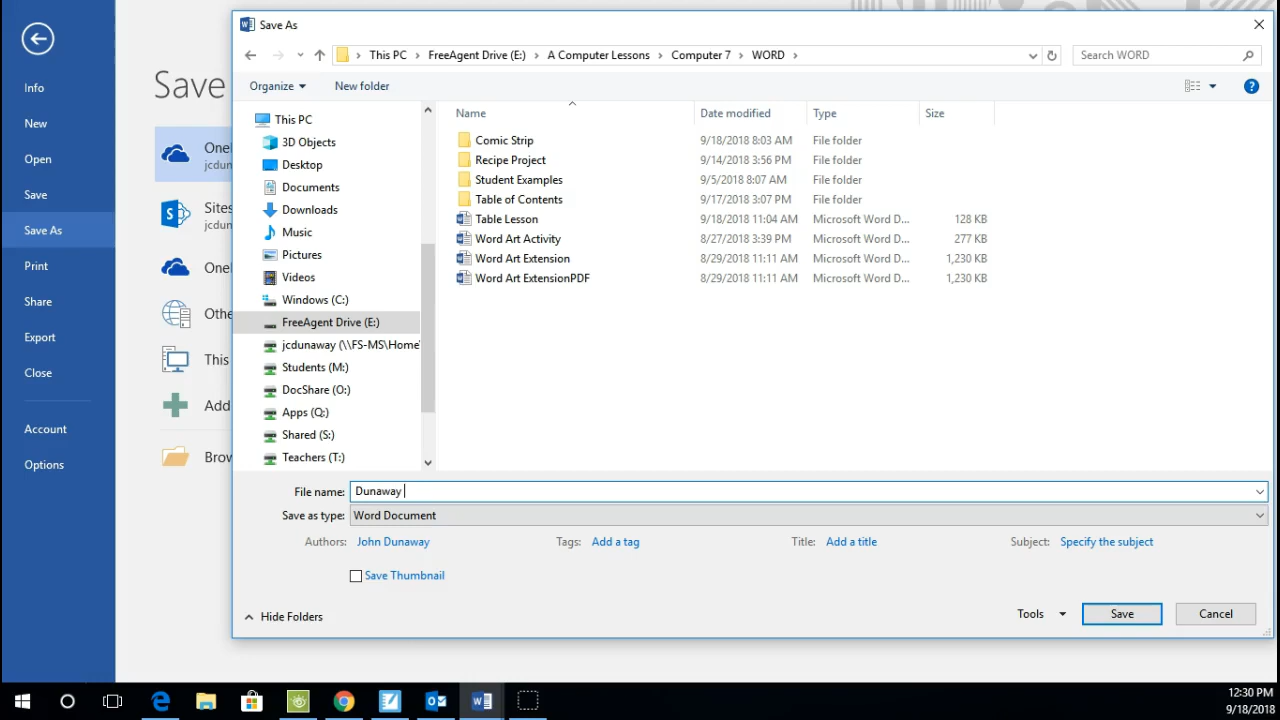 Save As
This PC
FreeAgent Drive (E:)
A Computer Lessons
Computer 7
WORD
Search WORD
Organize
New folder
?
Info
New
Open
Save
Save As
Print
Share
Export
Close
Account
Options
Save
jcdun
Sites
jcdun
This
Add
This PC
3D Objects
Desktop
Documents
Downloads
Music
Pictures
Videos
Windows (C:)
FreeAgent Drive (E:)
jcdunaway (\\FS-MS\Home
Students (M:)
DocShare (O:)
Apps (Q:)
Shared (S:)
Teachers (T:)
Name Date modified Type Size
Comic Strip 9/18/2018 8:03 AM File folder
Recipe Project 9/14/2018 3:56 PM File folder
Student Examples 9/5/2018 8:07 AM File folder
Table of Contents 9/17/2018 3:07 PM File folder
Table Lesson 9/18/2018 11:04 AM Microsoft Word D... 128 KB
Word Art Activity 8/27/2018 3:39 PM Microsoft Word D... 277 KB
Word Art Extension 8/29/2018 11:11 AM Microsoft Word D... 1,230 KB
Word Art ExtensionPDF 8/29/2018 11:11 AM Microsoft Word D... 1,230 KB
File name: Dunaway
Save as type: Word Document
Authors: John Dunaway Tags: Add a tag Title: Add a title Subject: Specify the subject
Save Thumbnail
Hide Folders
Tools
Save
Cancel
12:30 PM
9/18/2018